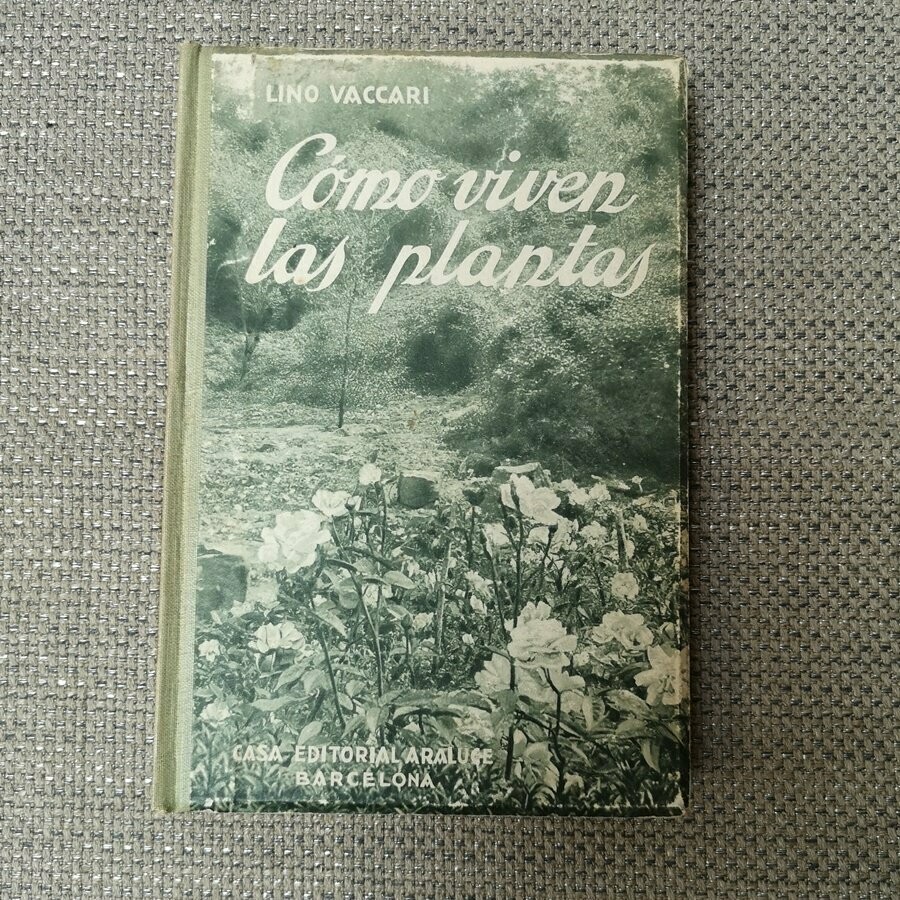 LINO VACCARI
Cómo viven
las plantas
CASA EDITORIAL ARALUCE
BARCELONA